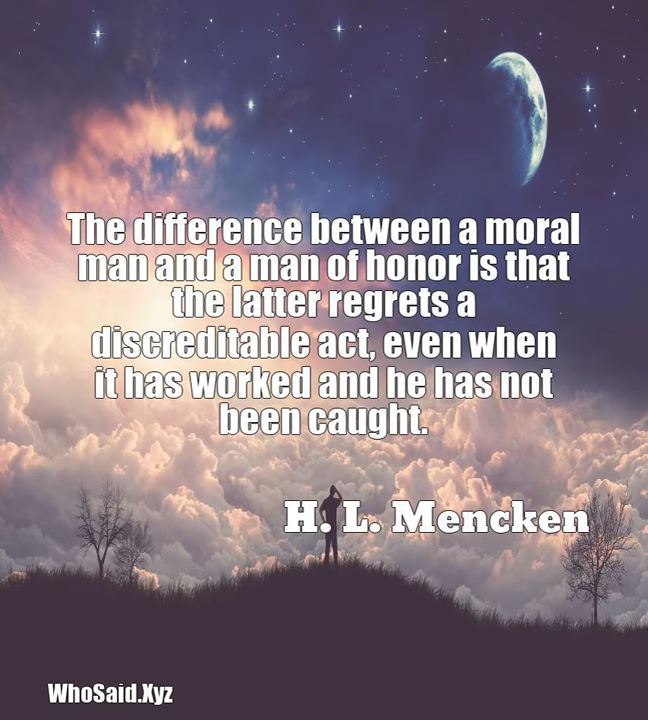 The difference between a moral
man and a man of honor is that
the latter regrets a
discreditable act, even when
it has worked and he has not
been caught.
H. L. Mencken
WhoSaid.Xyz